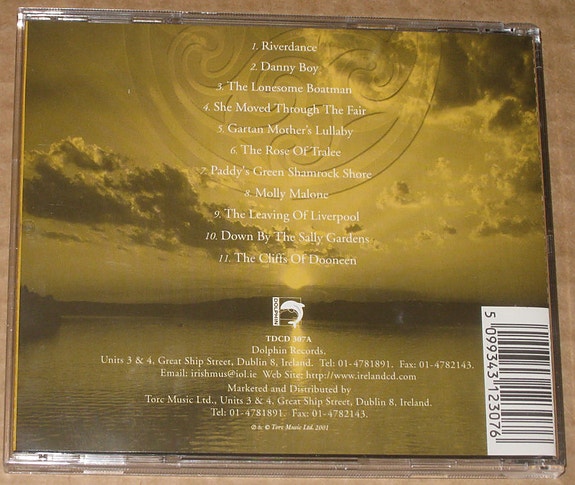 1. Riverdance
2. Danny Boy
3. The Lonesome Boatman
4. She Moved Through The Fair
5. Gartan Mother's Lullaby
6. The Rose Of Tralee
7. Paddy's Green Shamrock Shore
8. Molly Malone
9. The Leaving Of Liverpool
10. Down By The Sally Gardens
11. The Cliffs Of Dooneen
DOLPHIN
TDCD 307A
Dolphin Records.
Units 3 & 4, Great Ship Street, Dublin 8, Ireland. Tel: 01-4781891. Fax: 01-4782143.
Email: irishmus@iol.ie Web Site: http://www.irelandcd.com
Marketed and Distributed by
Torc Music Ltd., Units 3 & 4, Great Ship Street, Dublin 8, Ireland.
Tel: 01-4781891. Fax: 01-4782143.
℗ & © Torc Music Ltd. 2001
5 099343 123076